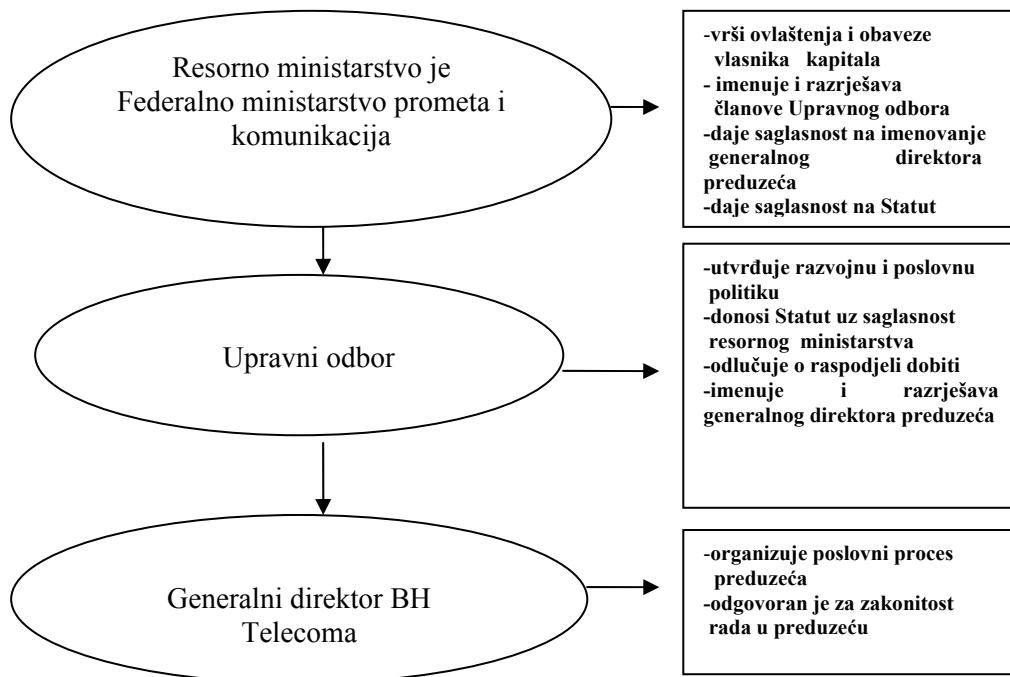 Resorno ministarstvo je
Federalno ministarstvo prometa i
komunikacija
-vrši ovlaštenja i obaveze
vlasnika kapitala
- imenuje i razrješava
članove Upravnog odbora
-daje saglasnost na imenovanje
generalnog direktora
preduzeća
-daje saglasnost na Statut
Upravni odbor
-utvrđuje razvojnu i poslovnu
politiku
-donosi Statut uz saglasnost
resornog ministarstva
-odlučuje o raspodjeli dobiti
-imenuje i razrješava
generalnog direktora preduzeća
Generalni direktor BH
Telecoma
-organizuje poslovni proces
preduzeća
-odgovoran je za zakonitost
rada u preduzeću